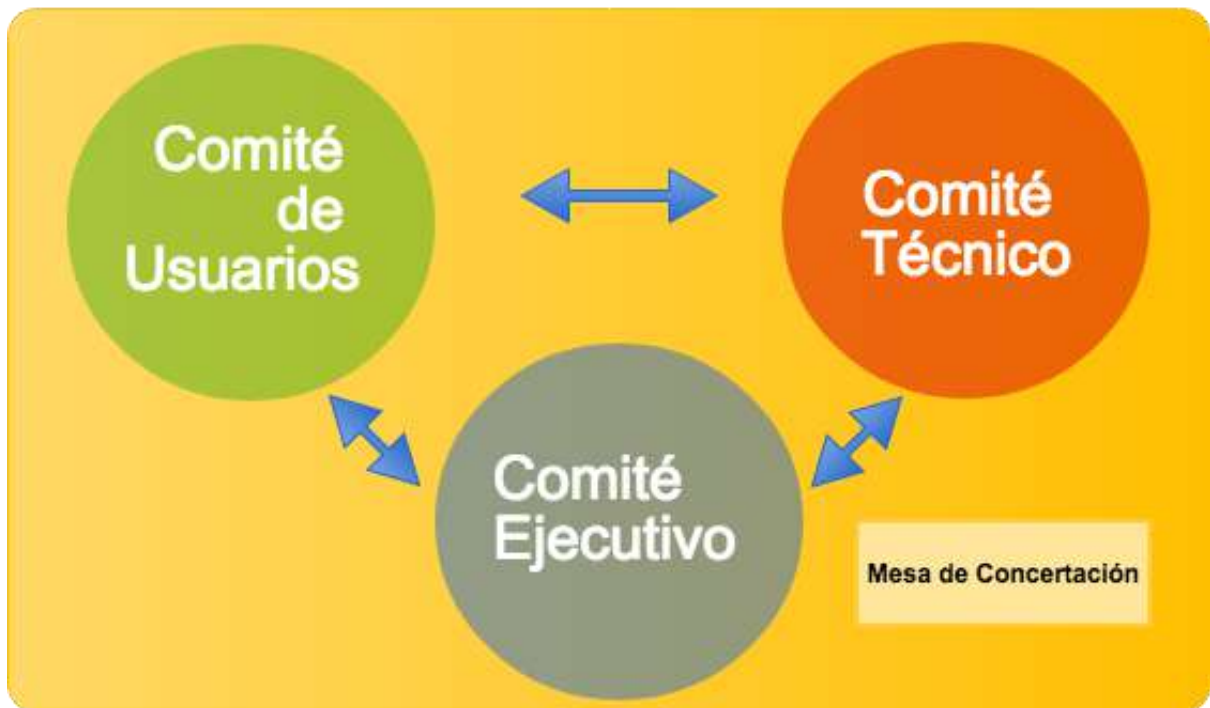 Comité
de
Usuarios
Comité
Técnico
Comité
Ejecutivo
Mesa de Concertación